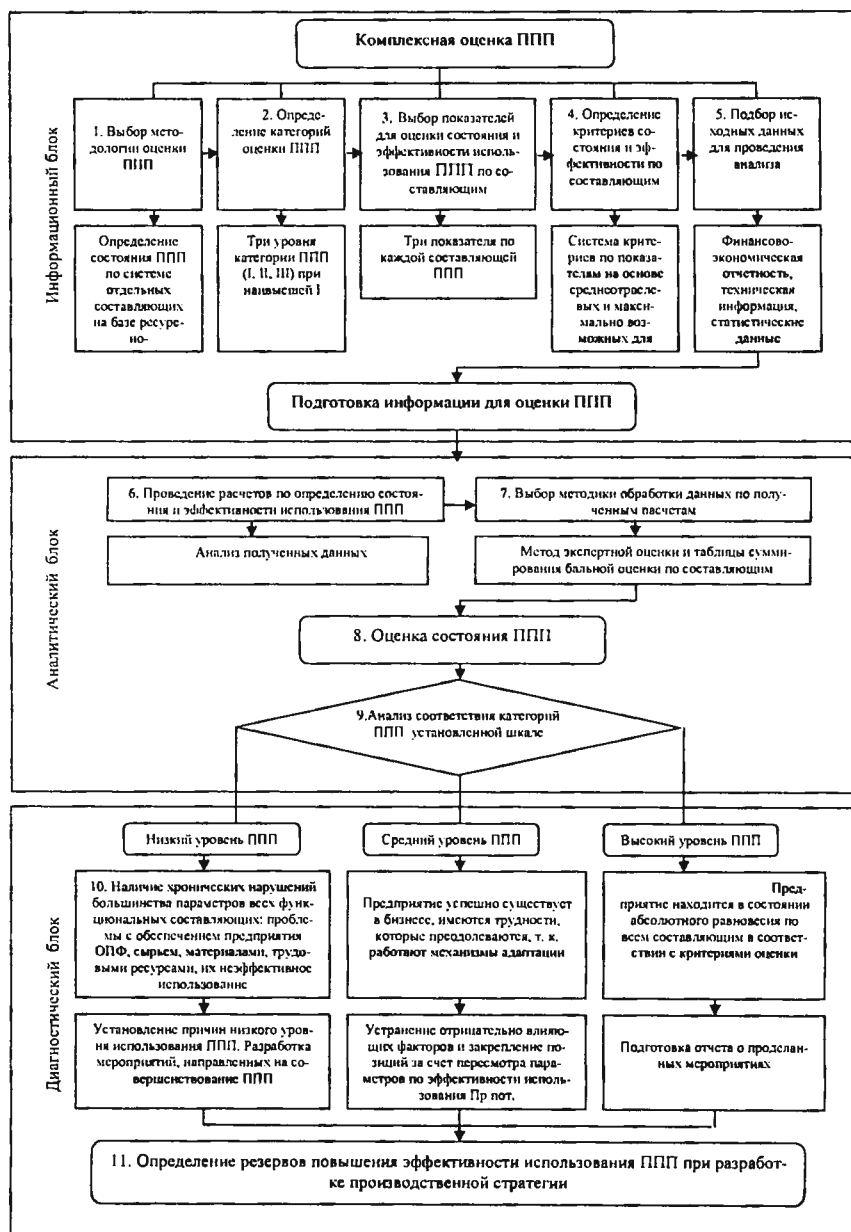 Комплексная оценка ППП
Информационный блок
1. Выбор мето-
дологии оценки
ППП
2. Определе-
ние категорий
оценки ППП
3. Выбор показателей
для оценки состояния и
эффективности исполь-
зования ППП по со-
ставляющим
4. Определение
критериев со-
стояния и эф-
фективности по
составляющим
5. Подбор ис-
ходных данных
для проведения
анализа
Определение
состояния ППП
по системе
отдельных
составляющих
на базе ресурс-
но-
Три уровня
категории ППП
(I, II, III) при
наивысшей I
Три показателя по
каждой составляющей
ППП
Система крите-
риев по показа-
телям на основе
среднеотрасле-
вых и макси-
мально воз-
можных для
Финансово-
экономическая
отчетность,
техническая
информация,
статистические
данные
Подготовка информации для оценки ППП
Аналитический блок
6. Проведение расчетов по определению состоя-
ния и эффективности использования ППП
7. Выбор методики обработки данных по полу-
ченным расчетам
Анализ полученных данных
Метод экспертной оценки и таблицы сумми-
рования бальной оценки по составляющим
8. Оценка состояния ППП
9.Анализ соответствия категорий
ППП установленной шкале
Диагностический блок
Низкий уровень ППП
Средний уровень ППП
Высокий уровень ППП
10. Наличие хронических нарушений
большинства параметров всех функ-
циональных составляющих: пробле-
мы с обеспечением предприятия
ОПФ, сырьем, материалами, трудо-
выми ресурсами, их неэффективное
использование
Предприятие успешно существует
в бизнесе, имеются трудности,
которые преодолеваются, т. к.
работают механизмы адаптации
Пред-
приятие находится в состоянии
абсолютного равновесия по
всем составляющим в соответ-
ствии с критериями оценки
Установление причин низкого уров-
ня использования ППП. Разработка
мероприятий, направленных на со-
вершенствование ППП
Устранение отрицательно влияю-
щих факторов и закрепление по-
зиций за счет пересмотра пара-
метров по эффективности исполь-
зования Пр пот.
Подготовка отчета о проделан-
ных мероприятиях
11. Определение резервов повышения эффективности использования ППП при разработ-
ке производственной стратегии